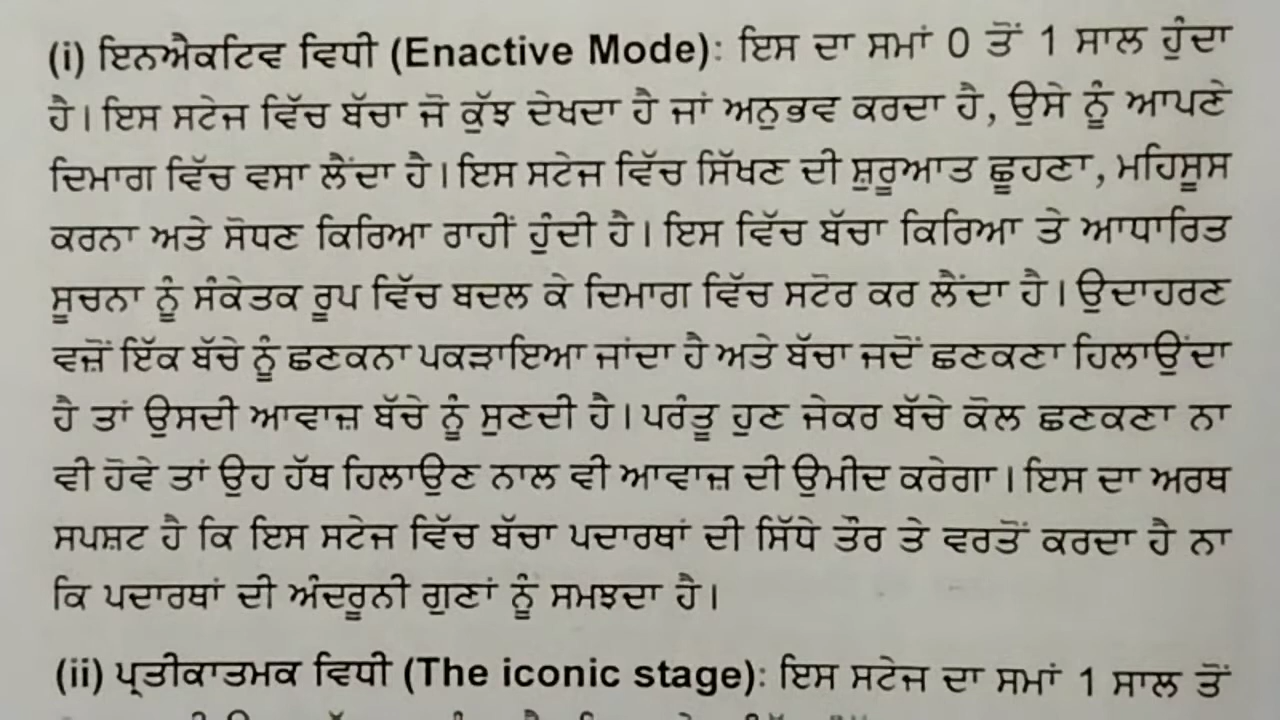 (i) ਇਨਐਕਟਿਵ ਵਿਧੀ (Enactive Mode): ਇਸ ਦਾ ਸਮਾਂ 0 ਤੋਂ 1 ਸਾਲ ਹੁੰਦਾ
ਹੈ। ਇਸ ਸਟੇਜ ਵਿੱਚ ਬੱਚਾ ਜੋ ਕੁੱਝ ਦੇਖਦਾ ਹੈ ਜਾਂ ਅਨੁਭਵ ਕਰਦਾ ਹੈ, ਉਸੇ ਨੂੰ ਆਪਣੇ
ਦਿਮਾਗ ਵਿੱਚ ਵਸਾ ਲੈਂਦਾ ਹੈ। ਇਸ ਸਟੇਜ ਵਿੱਚ ਸਿੱਖਣ ਦੀ ਸ਼ੁਰੂਆਤ ਛੂਹਣਾ, ਮਹਿਸੂਸ
ਕਰਨਾ ਅਤੇ ਸੋਧਣ ਕਿਰਿਆ ਰਾਹੀਂ ਹੁੰਦੀ ਹੈ। ਇਸ ਵਿੱਚ ਬੱਚਾ ਕਿਰਿਆ ਤੇ ਆਧਾਰਿਤ
ਸੂਚਨਾ ਨੂੰ ਸੰਕੇਤਕ ਰੂਪ ਵਿੱਚ ਬਦਲ ਕੇ ਦਿਮਾਗ ਵਿੱਚ ਸਟੋਰ ਕਰ ਲੈਂਦਾ ਹੈ। ਉਦਾਹਰਣ
ਵਜੋਂ ਇੱਕ ਬੱਚੇ ਨੂੰ ਛਣਕਨਾ ਪਕੜਾਇਆ ਜਾਂਦਾ ਹੈ ਅਤੇ ਬੱਚਾ ਜਦੋਂ ਛਣਕਣਾ ਹਿਲਾਉਂਦਾ
ਹੈ ਤਾਂ ਉਸਦੀ ਆਵਾਜ਼ ਬੱਚੇ ਨੂੰ ਸੁਣਦੀ ਹੈ। ਪਰੰਤੂ ਹੁਣ ਜੇਕਰ ਬੱਚੇ ਕੋਲ ਛਣਕਣਾ ਨਾ
ਵੀ ਹੋਵੇ ਤਾਂ ਉਹ ਹੱਥ ਹਿਲਾਉਣ ਨਾਲ ਵੀ ਆਵਾਜ਼ ਦੀ ਉਮੀਦ ਕਰੇਗਾ। ਇਸ ਦਾ ਅਰਥ
ਸਪਸ਼ਟ ਹੈ ਕਿ ਇਸ ਸਟੇਜ ਵਿੱਚ ਬੱਚਾ ਪਦਾਰਥਾਂ ਦੀ ਸਿੱਧੇ ਤੌਰ ਤੇ ਵਰਤੋਂ ਕਰਦਾ ਹੈ ਨਾ
ਕਿ ਪਦਾਰਥਾਂ ਦੀ ਅੰਦਰੂਨੀ ਗੁਣਾਂ ਨੂੰ ਸਮਝਦਾ ਹੈ।
(ii) ਪ੍ਰਤੀਕਾਤਮਕ ਵਿਧੀ (The iconic stage): ਇਸ ਸਟੇਜ ਦਾ ਸਮਾਂ 1 ਸਾਲ ਤੋਂ